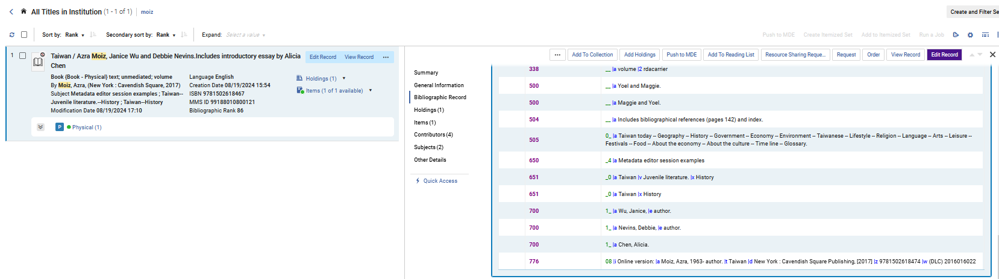 All Titles in Institution (1 - 1 of 1) moiz
Create and Filter Se
Sort by: Rank Secondary sort by: Rank Expand: Select a value
Push to MDE Create Itemized Set Add to Itemized Set Run a Job
1 Taiwan / Azra Moiz, Janice Wu and Debbie Nevins.Includes introductory essay by Alicia
Chen
Edit Record View Record ...
Book {Book - Physical} text; unmediated; volume
By Moiz, Azra, (New York : Cavendish Square, 2017)
Subject Metadata editor session examples ; Taiwan--
Juvenile literature.--History ; Taiwan--History
Modification Date 08/19/2024 17:10
Language English
Creation Date 08/19/2024 15:54
ISBN 9781502618467
MMS ID 99188010800121
Bibliographic Rank 86
Holdings (1)
Items (1 of 1 available)
P Physical (1)
... Add To Collection Add Holdings Push to MDE Add To Reading List Resource Sharing Reque... Request Order View Record Edit Record
Summary
General Information
Bibliographic Record
Holdings (1)
Items (1)
Contributors (4)
Subjects (2)
Other Details
Quick Access
338 __ |a volume |2 rdacarrier
500 __ |a Yoel and Maggie.
500 __ |a Maggie and Yoel.
504 __ |a Includes bibliographical references (pages 142) and index.
505 0_ |a Taiwan today -- Geography -- History -- Government -- Economy -- Environment -- Taiwanese -- Lifestyle -- Religion -- Language -- Arts -- Leisure --
Festivals -- Food -- About the economy -- About the culture -- Time line -- Glossary.
650 _4 |a Metadata editor session examples
651 _0 |a Taiwan |v Juvenile literature. |x History
651 _0 |a Taiwan |x History
700 1_ |a Wu, Janice, |e author.
700 1_ |a Nevins, Debbie, |e author.
700 1_ |a Chen, Alicia.
776 08 |i Online version: |a Moiz, Azra, 1963- author. |t Taiwan |d New York : Cavendish Square Publishing, [2017] |z 9781502618474 |w (DLC) 2016016022